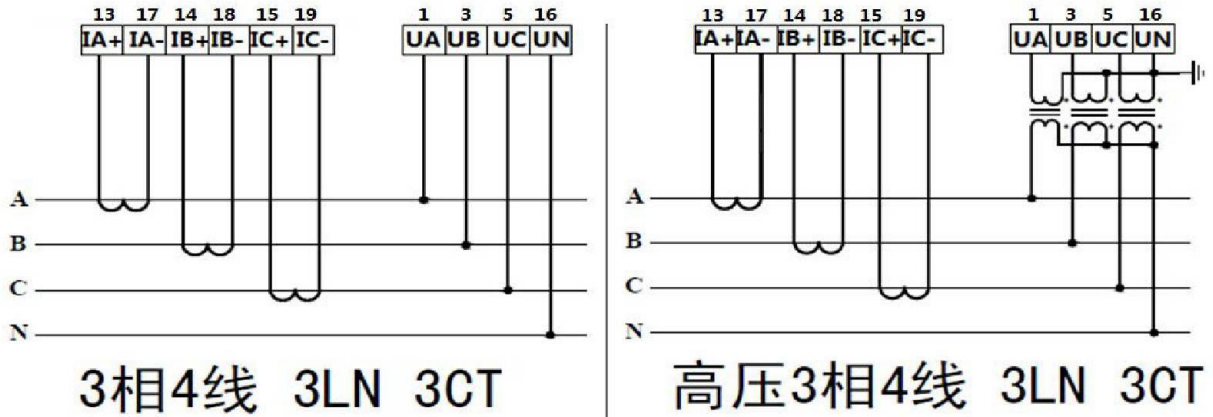 13 17 14 18 15 19 1 3 5 16
IA+ IA- IB+ IB- IC+ IC- UA UB UC UN
A
B
C
N
3相4线 3LN 3CT
13 17 14 18 15 19 1 3 5 16
IA+ IA- IB+ IB- IC+ IC- UA UB UC UN
A
B
C
N
高压3相4线 3LN 3CT